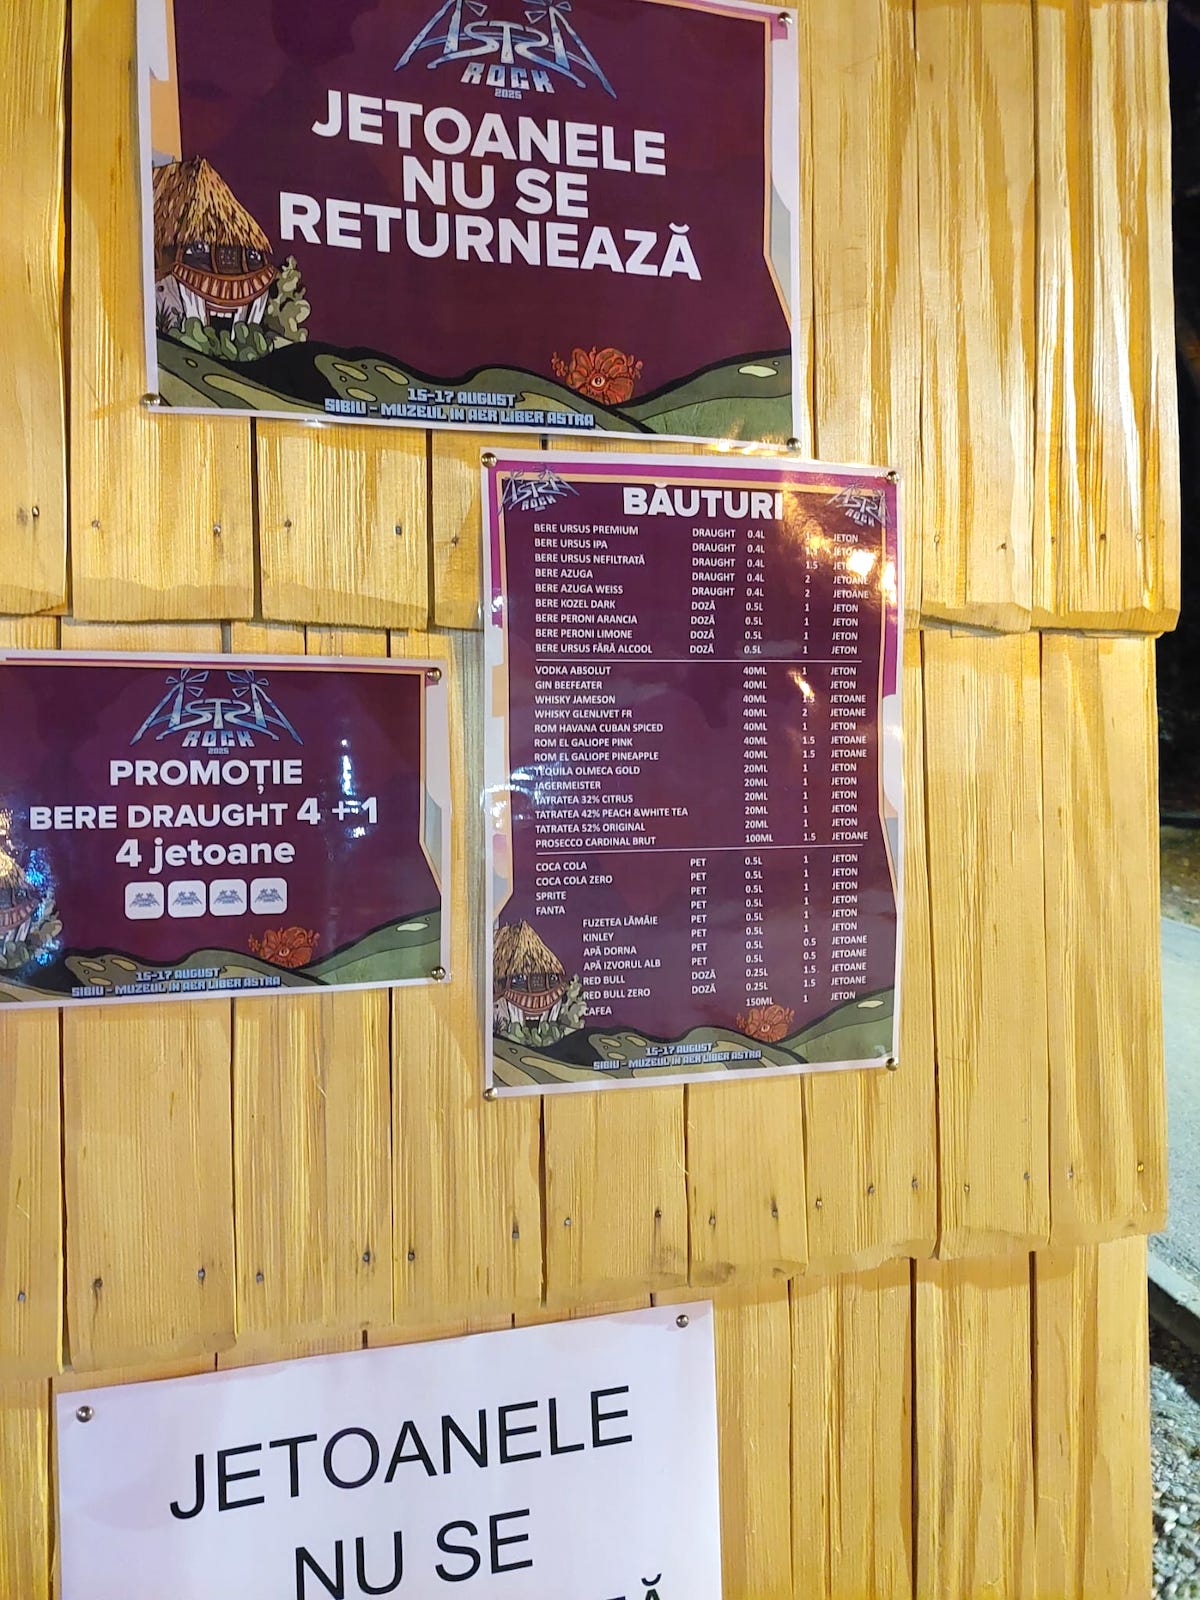 ASTRA
ROCK
2025
JETOANELE
NU SE
RETURNEAZĂ
15-17 AUGUST
SIBIU - MUZEUL IN AER LIBER ASTRA
ASTRA
ROCK
ASTRA
ROCK
BĂUTURI
BERE URSUS PREMIUM DRAUGHT 0.4L JETON
BERE URSUS IPA DRAUGHT 0.4L
BERE URSUS NEFILTRATĂ DRAUGHT 0.4L 1.5
BERE AZUGA DRAUGHT 0.4L 2 JETOANE
BERE AZUGA WEISS DRAUGHT 0.4L 2 JETOANE
BERE KOZEL DARK DOZĂ 0.5L 1 JETON
BERE PERONI ARANCIA DOZĂ 0.5L 1 JETON
BERE PERONI LIMONE DOZĂ 0.5L 1 JETON
BERE URSUS FĂRĂ ALCOOL DOZĂ 0.5L 1 JETON
VODKA ABSOLUT 40ML 1 JETON
GIN BEEFEATER 40ML JETON
WHISKY JAMESON 40ML 1.5 JETOANE
WHISKY GLENLIVET FR 40ML 2 JETOANE
ROM HAVANA CUBAN SPICED 40ML 1 JETON
ROM EL GALIOPE PINK 40ML 1.5 JETOANE
ROM EL GALIOPE PINEAPPLE 40ML 1.5 JETOANE
TEQUILA OLMECA GOLD 20ML 1 JETON
JAGERMEISTER 20ML 1 JETON
TATRATEA 32% CITRUS 20ML 1 JETON
TATRATEA 42% PEACH &WHITE TEA 20ML 1 JETON
TATRATEA 52% ORIGINAL 20ML 1 JETON
PROSECCO CARDINAL BRUT 100ML 1.5 JETOANE
COCA COLA PET 0.5L 1 JETON
COCA COLA ZERO PET 0.5L 1 JETON
SPRITE PET 0.5L 1 JETON
FANTA PET 0.5L 1 JETON
FUZETEA LĂMÂIE PET 0.5L 1 JETON
KINLEY PET 0.5L 1 JETON
APĂ DORNA PET 0.5L 0.5 JETOANE
APĂ IZVORUL ALB PET 0.5L 0.5 JETOANE
RED BULL DOZĂ 0.25L 1.5 JETOANE
RED BULL ZERO DOZĂ 0.25L 1.5 JETOANE
CAFEA 150ML 1 JETON
15-17 AUGUST
SIBIU - MUZEUL IN AER LIBER ASTRA
ASTRA
ROCK
2025
PROMOȚIE
BERE DRAUGHT 4 + 1
4 jetoane
15-17 AUGUST
SIBIU - MUZEUL IN AER LIBER ASTRA
JETOANELE
NU SE